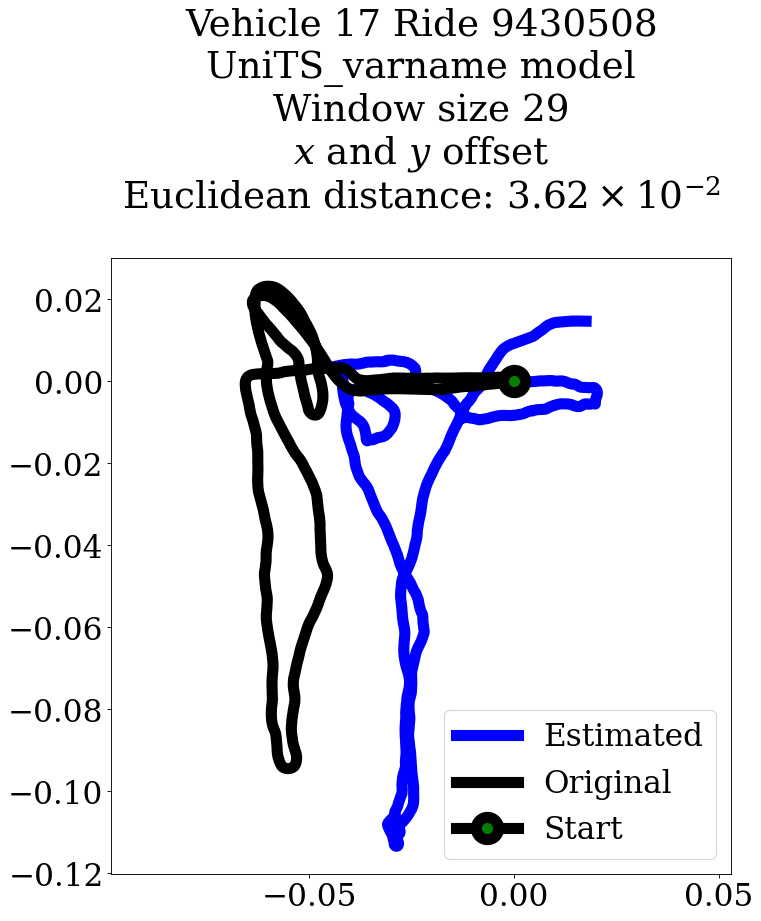 Vehicle 17 Ride 9430508
UniTS_varname model
Window size 29
x and y offset
Euclidean distance: 3.62 × 10⁻²
0.02
0.00
−0.02
−0.04
−0.06
−0.08
−0.10
−0.12
Estimated
Original
Start
−0.05 0.00 0.05